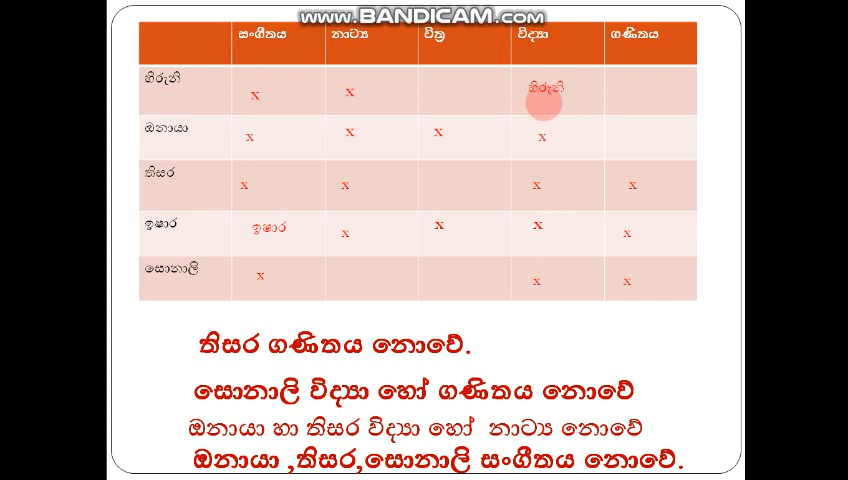 www.BANDICAM.com
සංගීතය නාට්‍ය චිත්‍ර විද්‍යා ගණිතය
හිරුනි x x හිරුනි
ඔනායා x x x x
තිසර x x x x
ඉෂාර ඉෂාර x x x x
සොනාලි x x x
තිසර ගණිතය නොවේ.
සොනාලි විද්‍යා හෝ ගණිතය නොවේ
ඔනායා හා තිසර විද්‍යා හෝ නාට්‍ය නොවේ
ඔනායා ,තිසර,සොනාලි සංගීතය නොවේ.